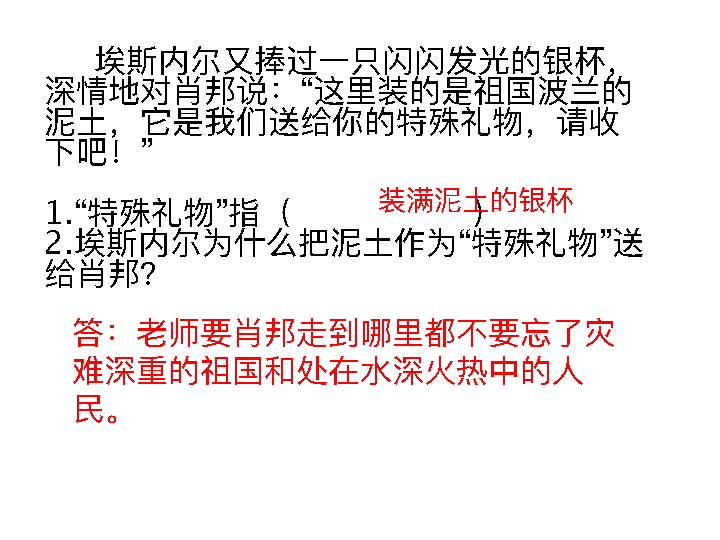 埃斯内尔又捧过一只闪闪发光的银杯，
深情地对肖邦说：“这里装的是祖国波兰的
泥土，它是我们送给你的特殊礼物，请收
下吧！”
1.“特殊礼物”指（装满泥土的银杯）
2.埃斯内尔为什么把泥土作为“特殊礼物”送
给肖邦？
答：老师要肖邦走到哪里都不要忘了灾
难深重的祖国和处在水深火热中的人
民。